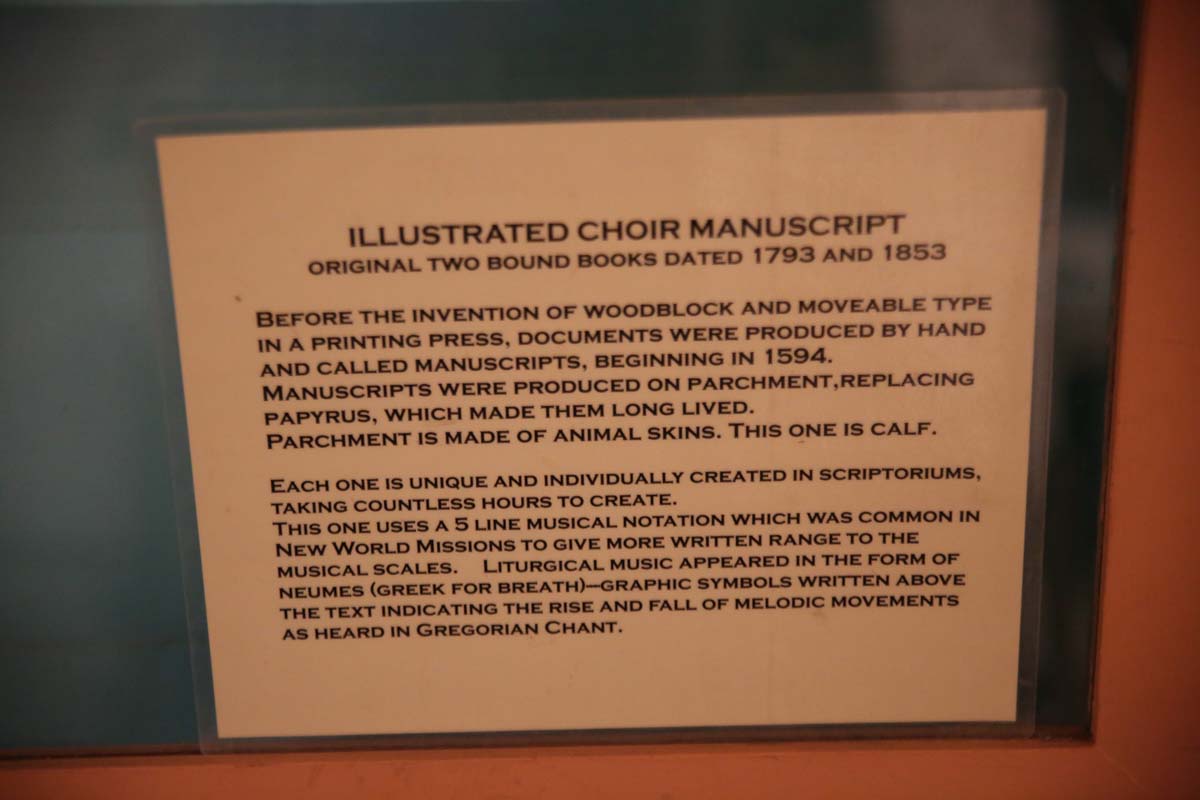 ILLUSTRATED CHOIR MANUSCRIPT
ORIGINAL TWO BOUND BOOKS DATED 1793 AND 1853
BEFORE THE INVENTION OF WOODBLOCK AND MOVEABLE TYPE
IN A PRINTING PRESS, DOCUMENTS WERE PRODUCED BY HAND
AND CALLED MANUSCRIPTS, BEGINNING IN 1594.
MANUSCRIPTS WERE PRODUCED ON PARCHMENT,REPLACING
PAPYRUS, WHICH MADE THEM LONG LIVED.
PARCHMENT IS MADE OF ANIMAL SKINS. THIS ONE IS CALF.
EACH ONE IS UNIQUE AND INDIVIDUALLY CREATED IN SCRIPTORIUMS,
TAKING COUNTLESS HOURS TO CREATE.
THIS ONE USES A 5 LINE MUSICAL NOTATION WHICH WAS COMMON IN
NEW WORLD MISSIONS TO GIVE MORE WRITTEN RANGE TO THE
MUSICAL SCALES. LITURGICAL MUSIC APPEARED IN THE FORM OF
NEUMES (GREEK FOR BREATH)—GRAPHIC SYMBOLS WRITTEN ABOVE
THE TEXT INDICATING THE RISE AND FALL OF MELODIC MOVEMENTS
AS HEARD IN GREGORIAN CHANT.